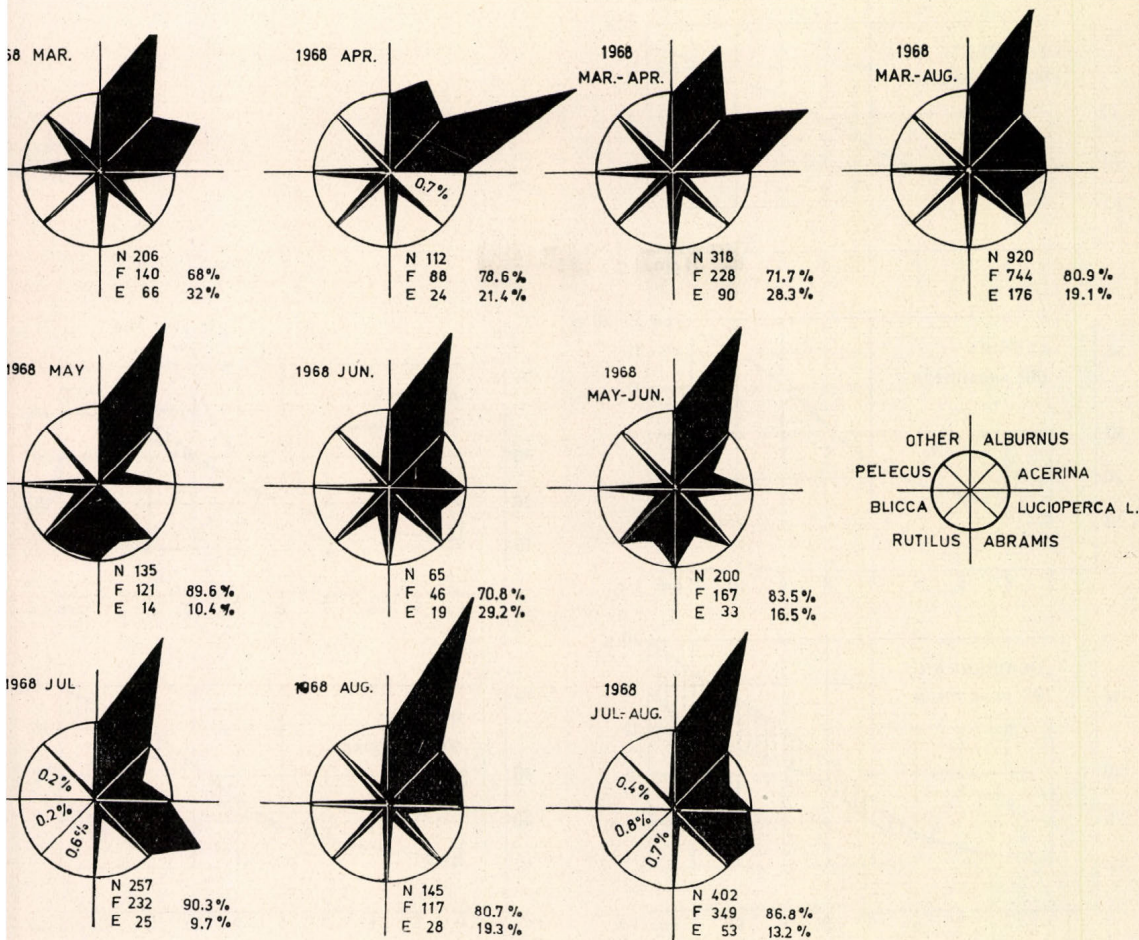 68 MAR.
N 206
F 140 68%
E 66 32%
1968 APR.
0.7%
N 112
F 88 78.6%
E 24 21.4%
1968
MAR.-APR.
N 318
F 228 71.7%
E 90 28.3%
1968
MAR.-AUG.
N 920
F 744 80.9%
E 176 19.1%
1968 MAY
N 135
F 121 89.6%
E 14 10.4%
1968 JUN.
N 65
F 46 70.8%
E 19 29.2%
1968
MAY-JUN.
N 200
F 167 83.5%
E 33 16.5%
OTHER ALBURNUS
PELECUS ACERINA
BLICCA LUCIOPERCA L.
RUTILUS ABRAMIS
1968 JUL
0.2%
0.2%
0.6%
N 257
F 232 90.3%
E 25 9.7%
1968 AUG.
N 145
F 117 80.7%
E 28 19.3%
1968
JUL-AUG.
0.4%
0.8%
0.7%
N 402
F 349 86.8%
E 53 13.2%